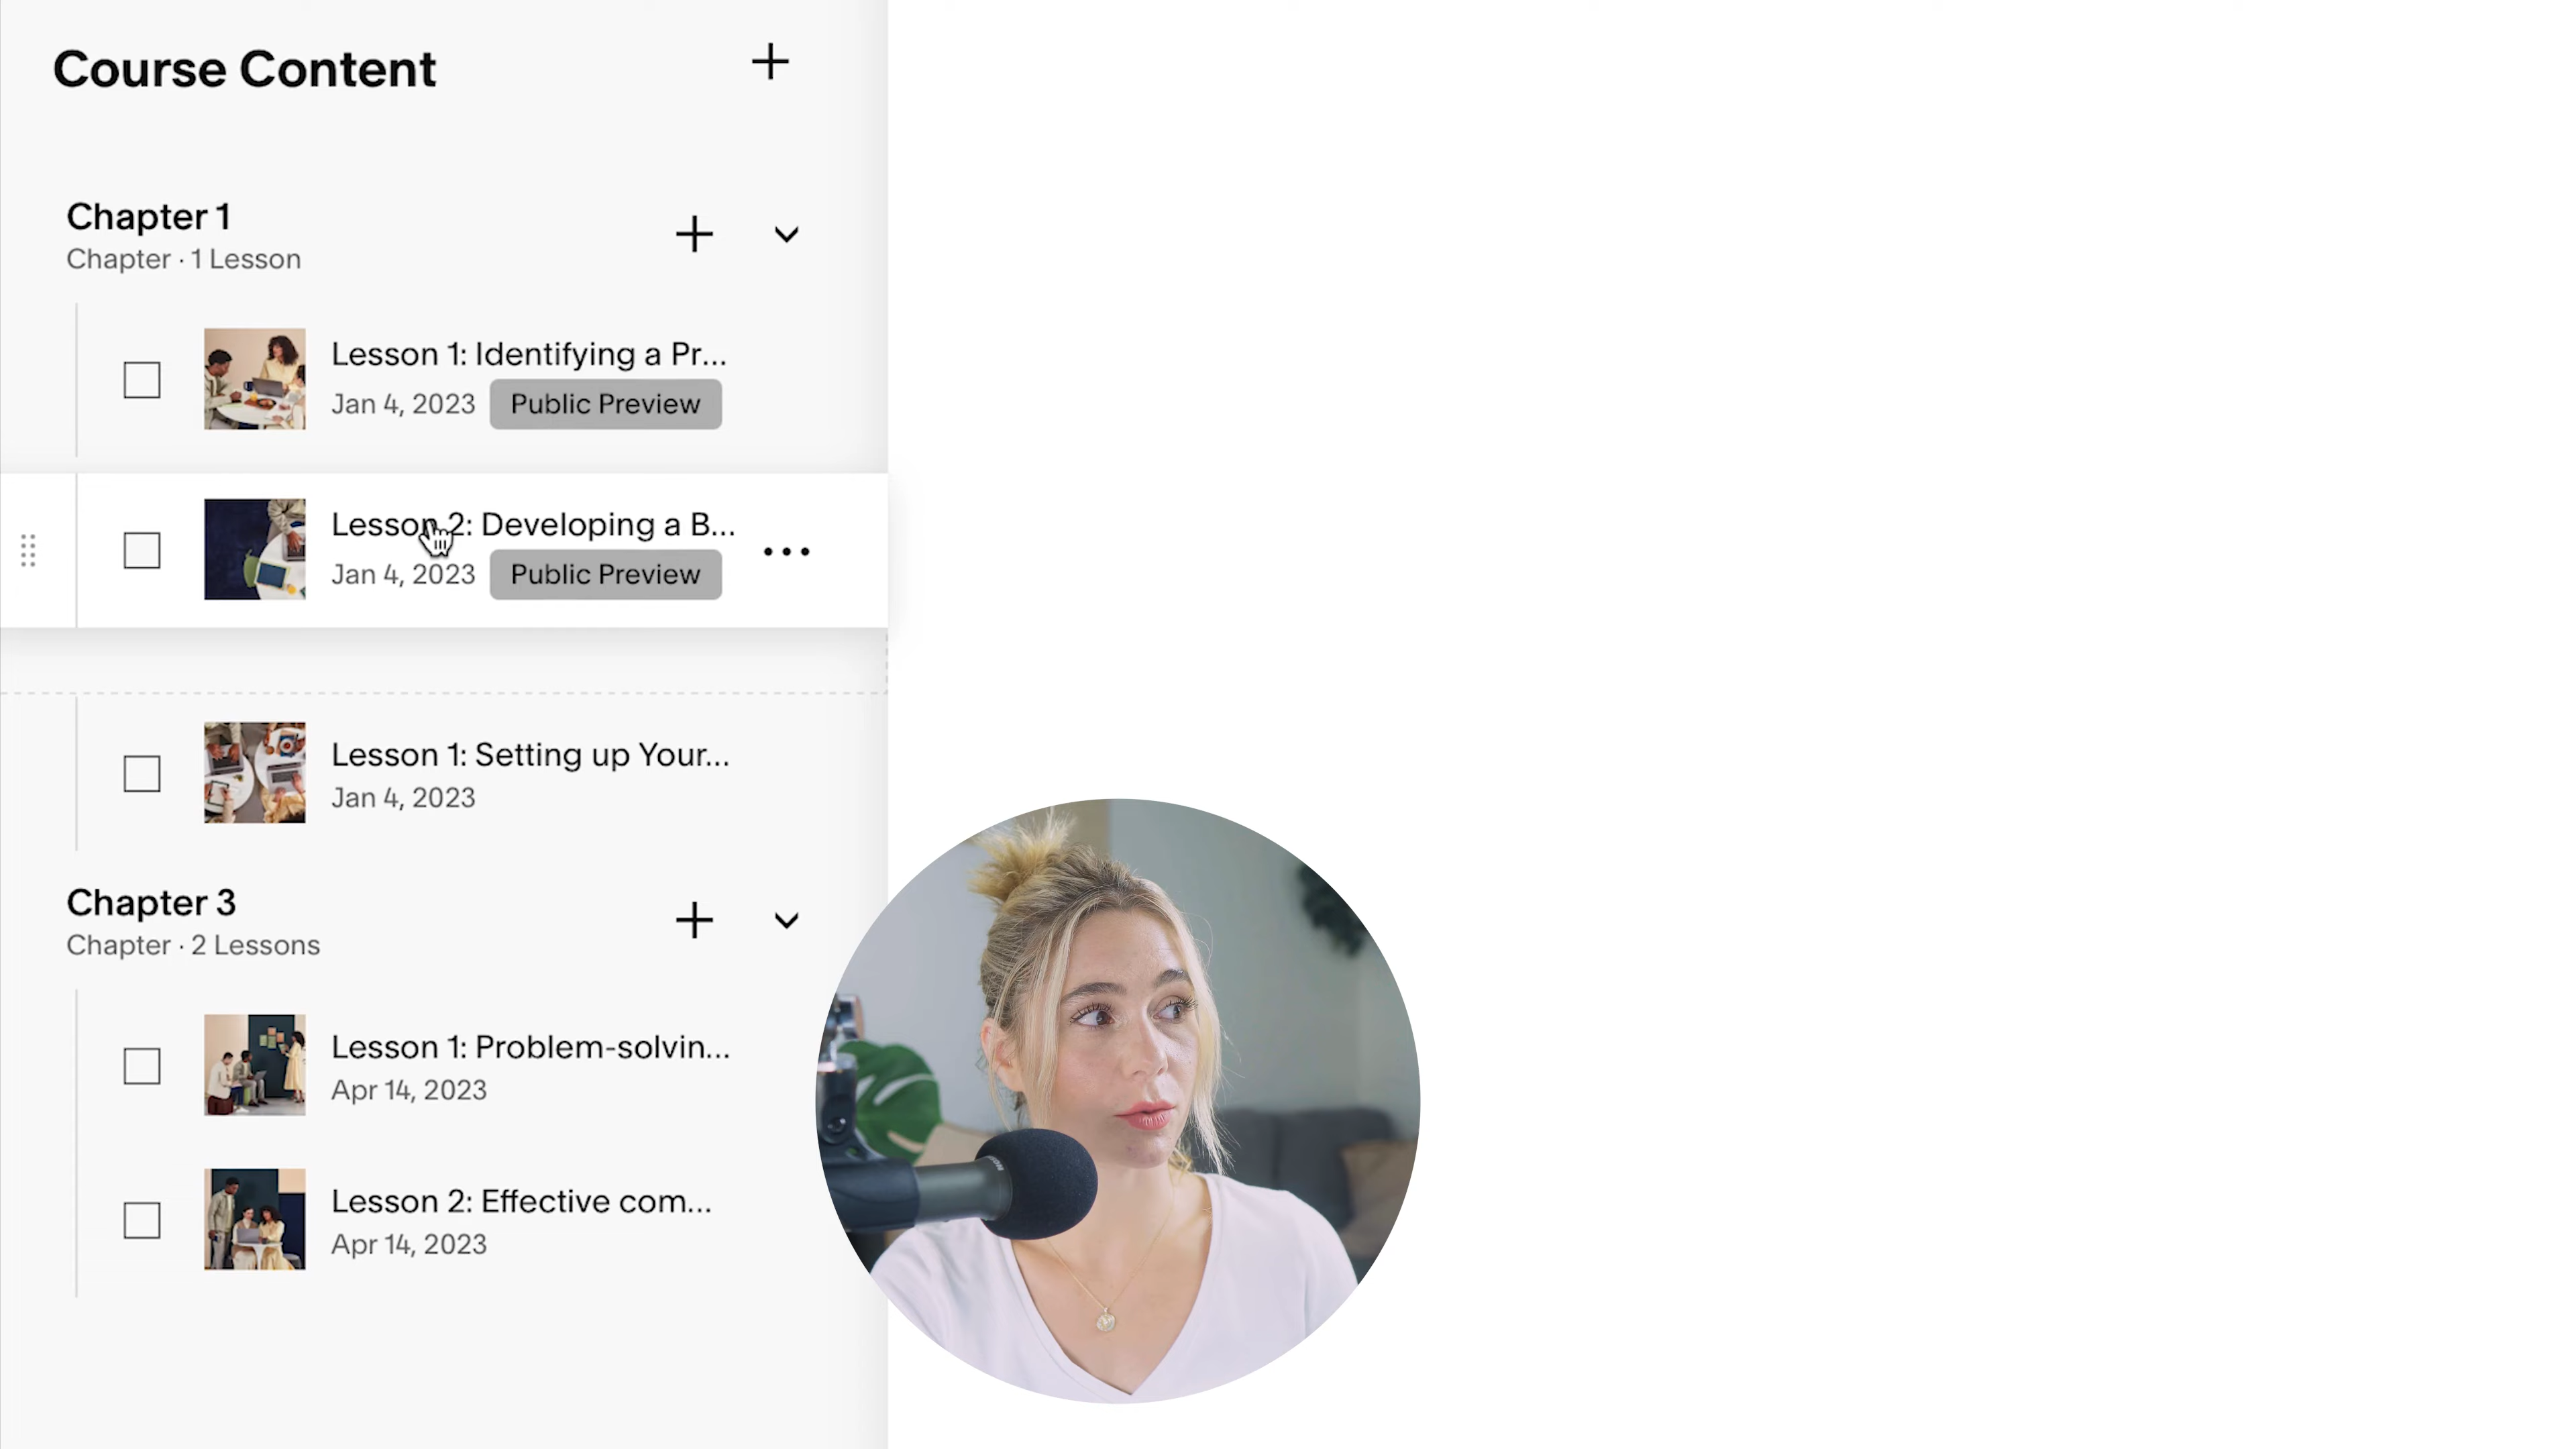 Course Content
Chapter 1
Chapter · 1 Lesson
Lesson 1: Identifying a Pr...
Jan 4, 2023 Public Preview
Lesson 2: Developing a B...
Jan 4, 2023 Public Preview
Lesson 1: Setting up Your...
Jan 4, 2023
Chapter 3
Chapter · 2 Lessons
Lesson 1: Problem-solvin...
Apr 14, 2023
Lesson 2: Effective com...
Apr 14, 2023